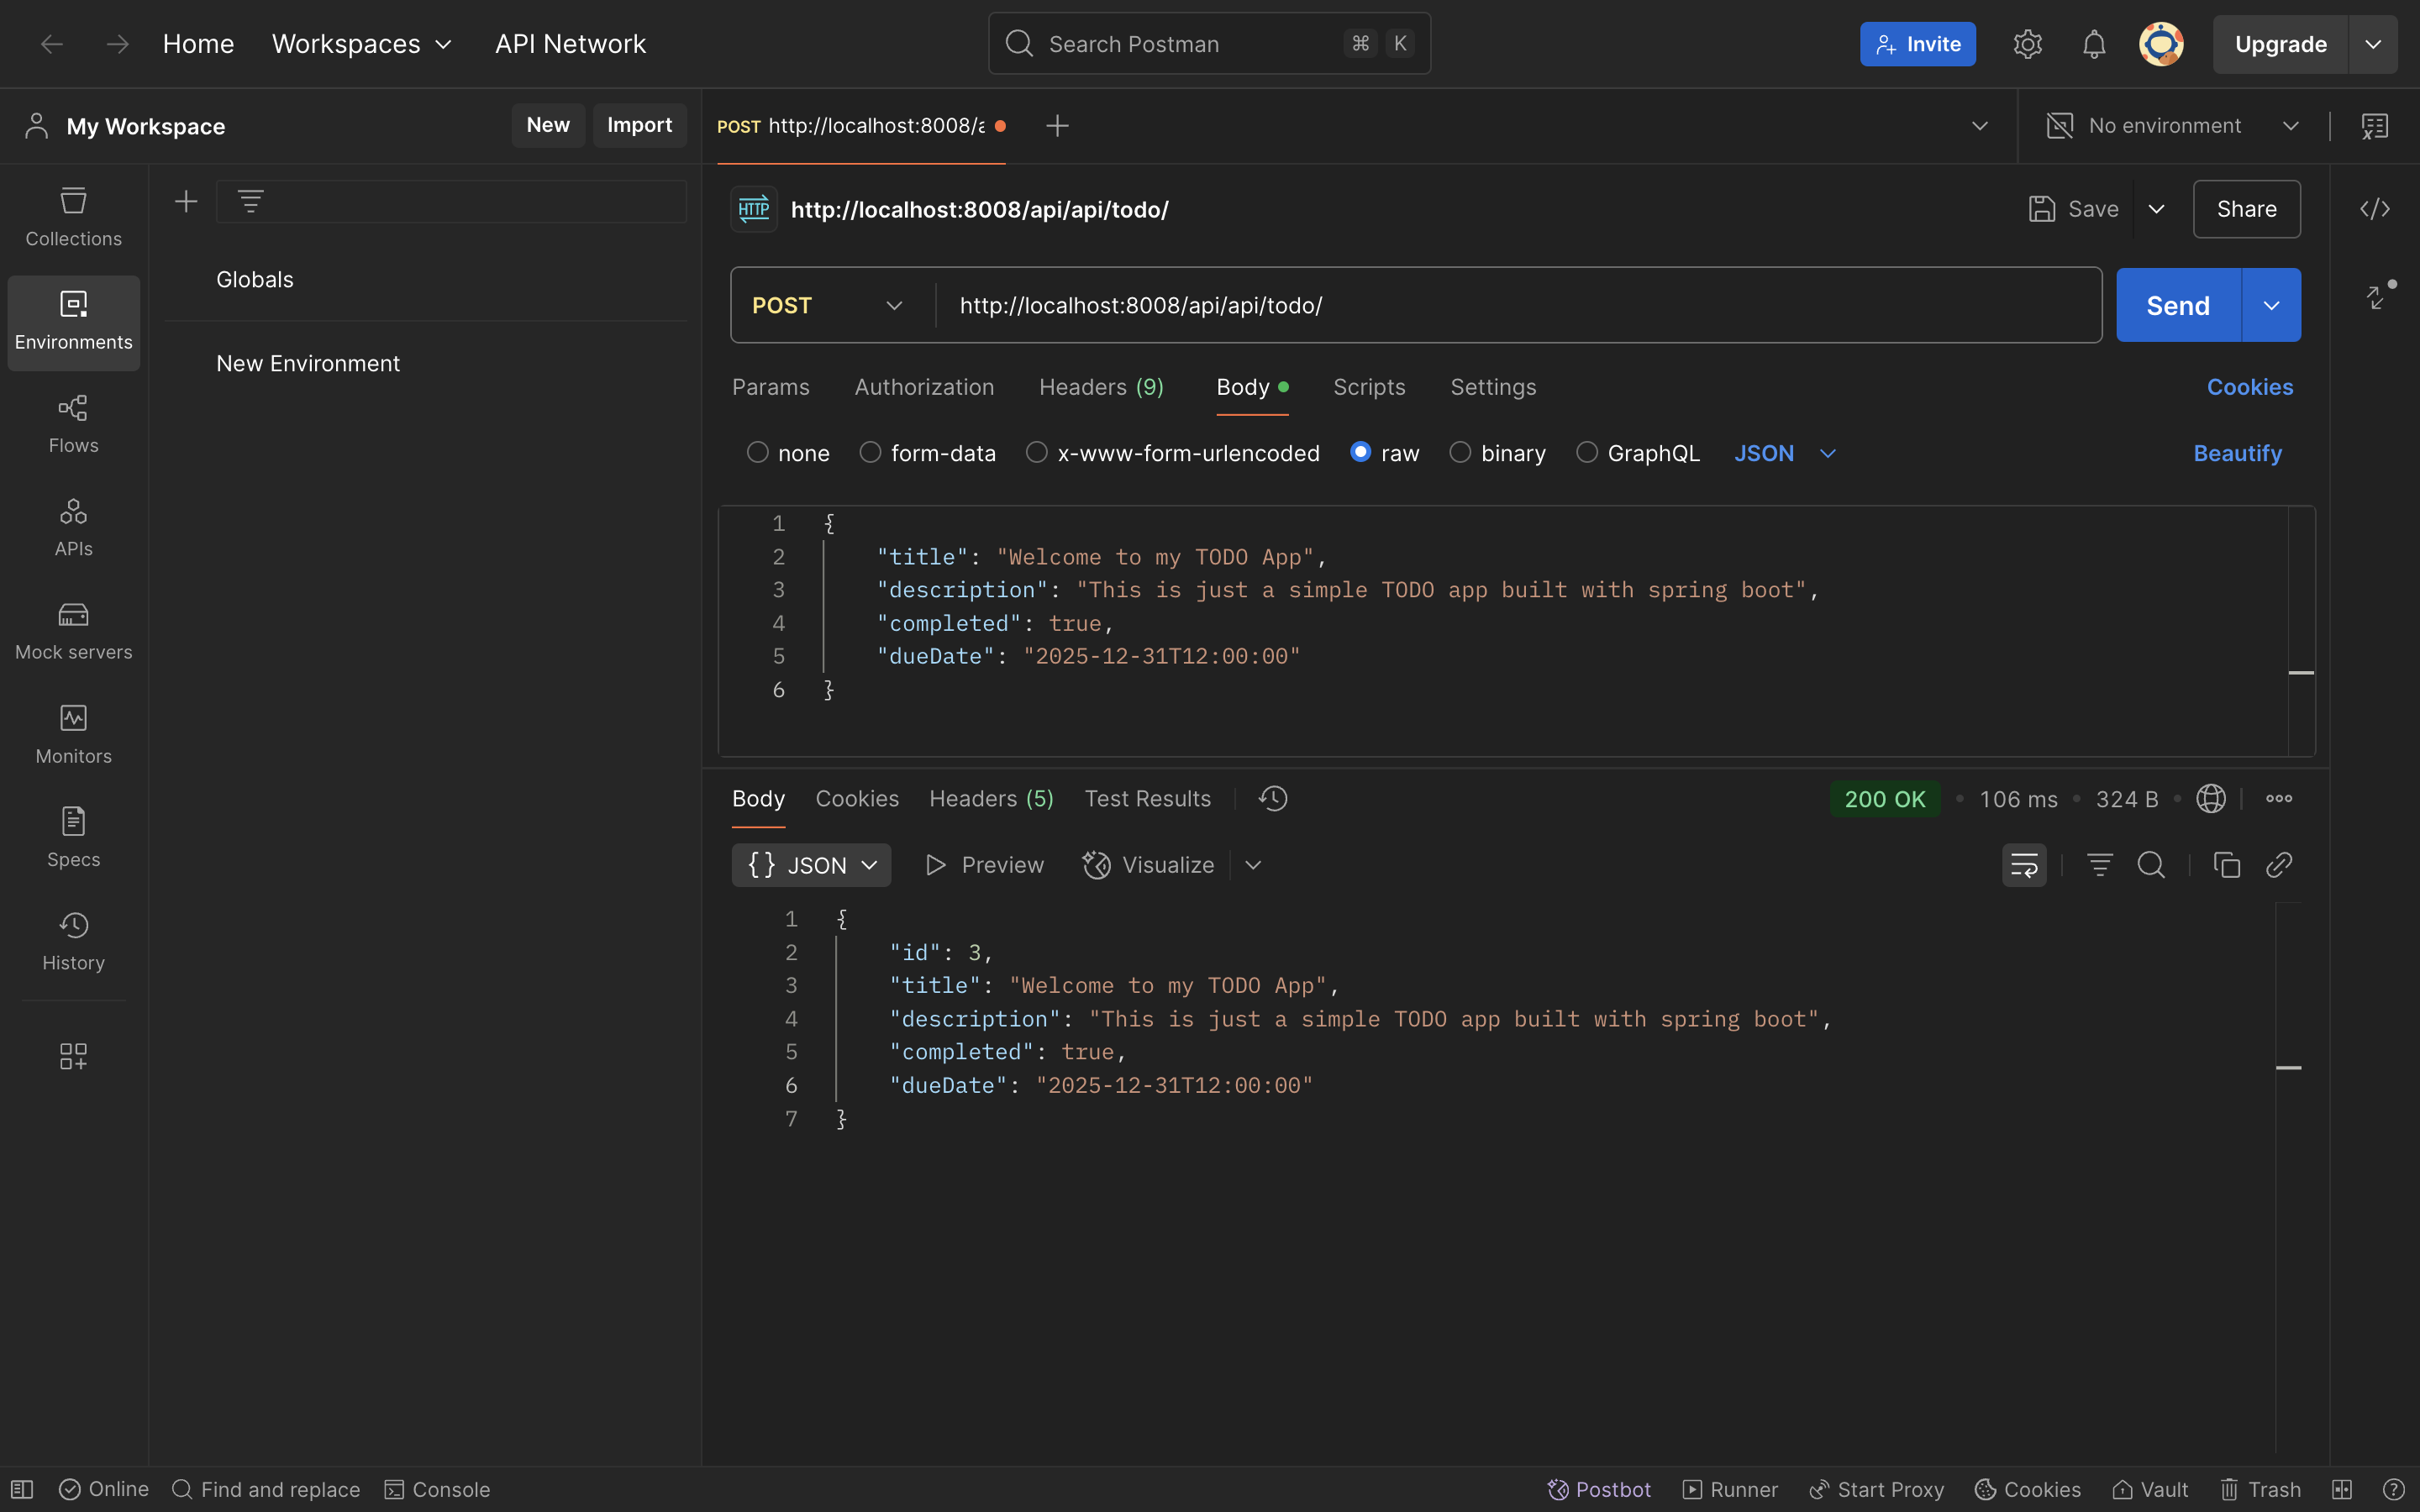 Home Workspaces API Network Search Postman ⌘ K Invite Upgrade
My Workspace New Import POST http://localhost:8008/a No environment
Collections
Environments
Flows
APIs
Mock servers
Monitors
Specs
History
Globals
New Environment
HTTP http://localhost:8008/api/api/todo/ Save Share
POST http://localhost:8008/api/api/todo/ Send
Params Authorization Headers (9) Body Scripts Settings Cookies
none form-data x-www-form-urlencoded raw binary GraphQL JSON Beautify
1 {
2 "title": "Welcome to my TODO App",
3 "description": "This is just a simple TODO app built with spring boot",
4 "completed": true,
5 "dueDate": "2025-12-31T12:00:00"
6 }
Body Cookies Headers (5) Test Results 200 OK • 106 ms • 324 B •
{} JSON Preview Visualize
1 {
2 "id": 3,
3 "title": "Welcome to my TODO App",
4 "description": "This is just a simple TODO app built with spring boot",
5 "completed": true,
6 "dueDate": "2025-12-31T12:00:00"
7 }
Online Find and replace Console Postbot Runner Start Proxy Cookies Vault Trash